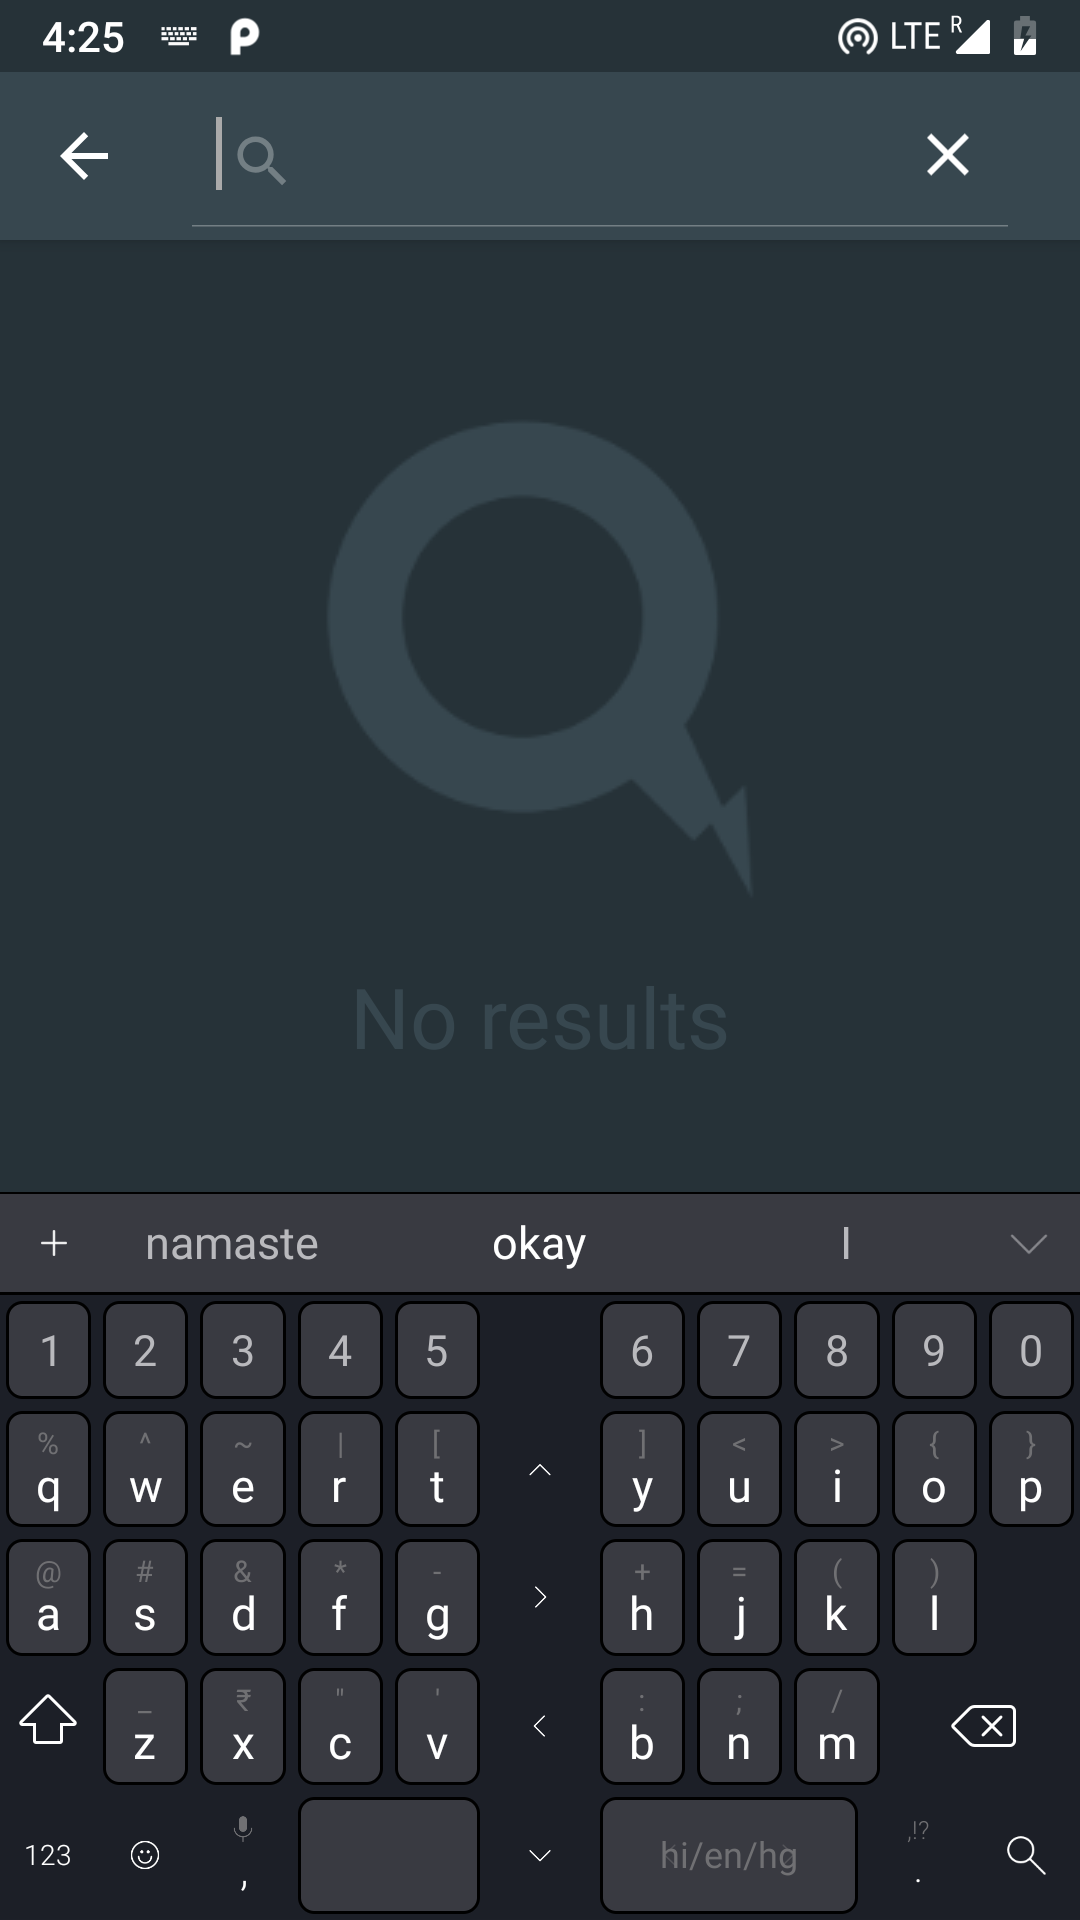 4:25 LTE R
No results
namaste okay I
1 2 3 4 5 6 7 8 9 0
% ^ ~ | [ ] < > { }
q w e r t y u i o p
@ # & * - + = ( )
a s d f g h j k l
_ ₹ " ' : ; /
z x c v b n m
,!?
123 , hi/en/hg .